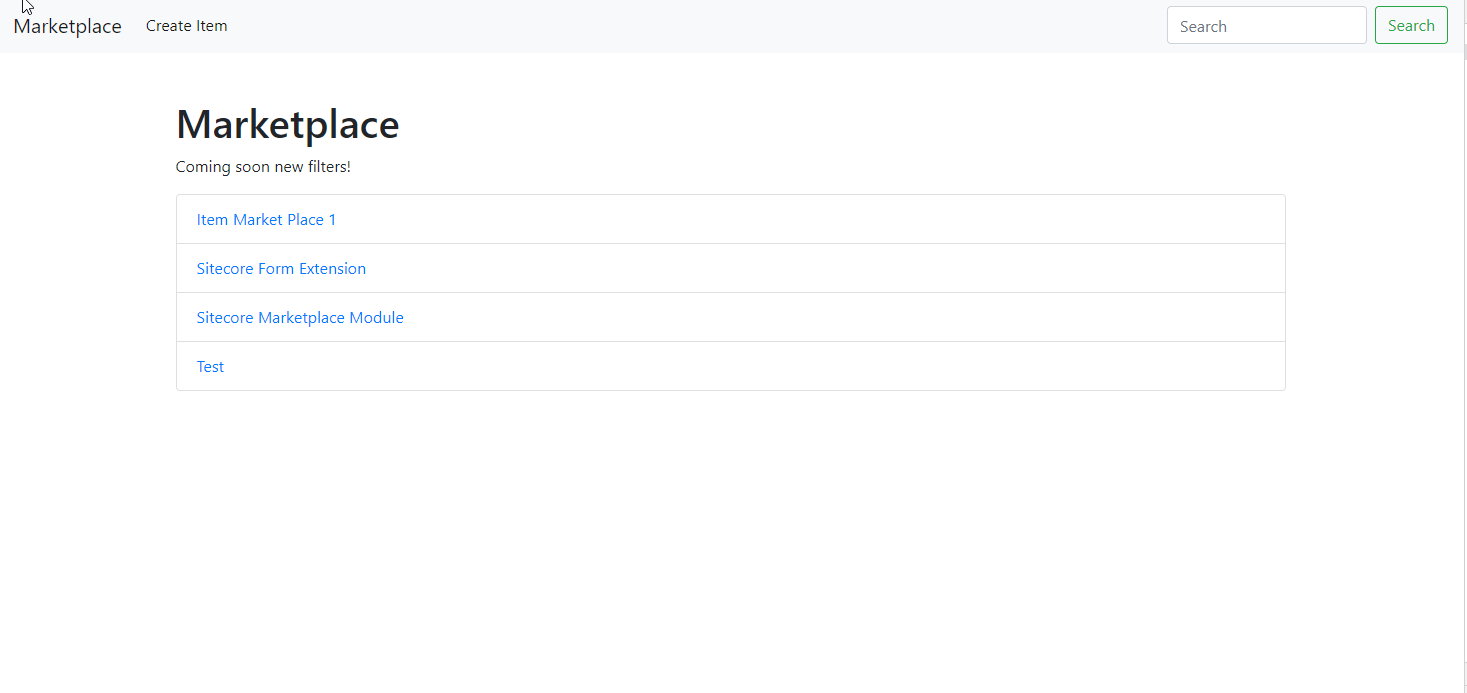 Marketplace Create Item Search Search
Marketplace
Coming soon new filters!
Item Market Place 1
Sitecore Form Extension
Sitecore Marketplace Module
Test